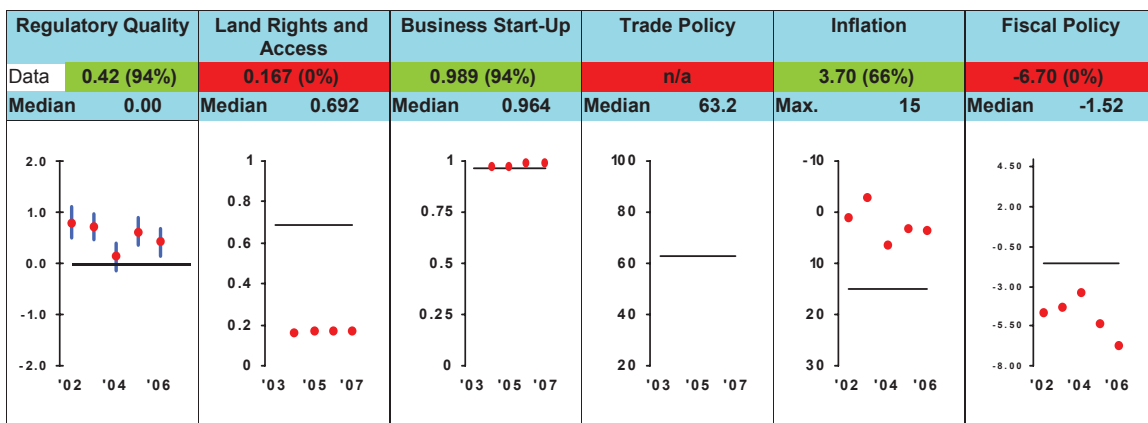 Regulatory Quality
Land Rights and
Access
Business Start-Up
Trade Policy
Inflation
Fiscal Policy
Data 0.42 (94%)
0.167 (0%)
0.989 (94%)
n/a
3.70 (66%)
-6.70 (0%)
Median 0.00
Median 0.692
Median 0.964
Median 63.2
Max. 15
Median -1.52
2.0
1.0
0.0
-1.0
-2.0
'02 '04 '06
1
0.8
0.6
0.4
0.2
0
'03 '05 '07
1
0.75
0.5
0.25
0
'03 '05 '07
100
80
60
40
20
'03 '05 '07
-10
0
10
20
30
'02 '04 '06
4.50
2.00
-0.50
-3.00
-5.50
-8.00
'02 '04 '06